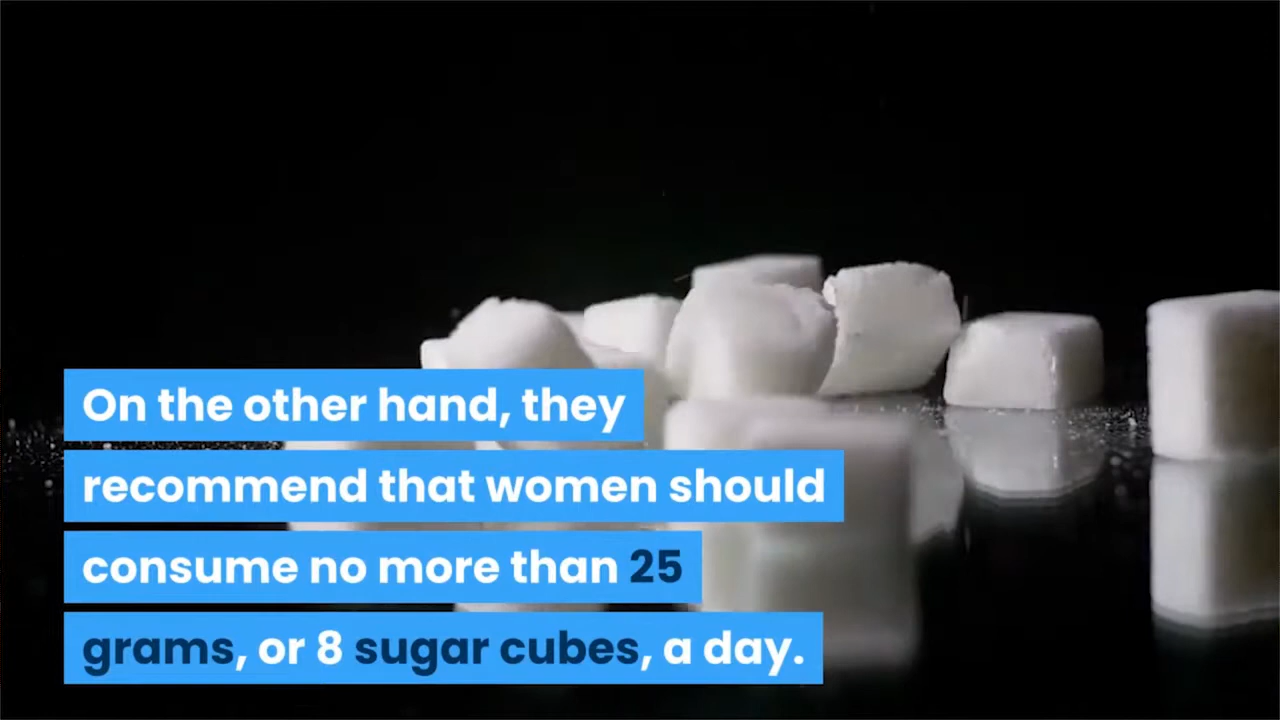 On the other hand, they
recommend that women should
consume no more than 25
grams, or 8 sugar cubes, a day.